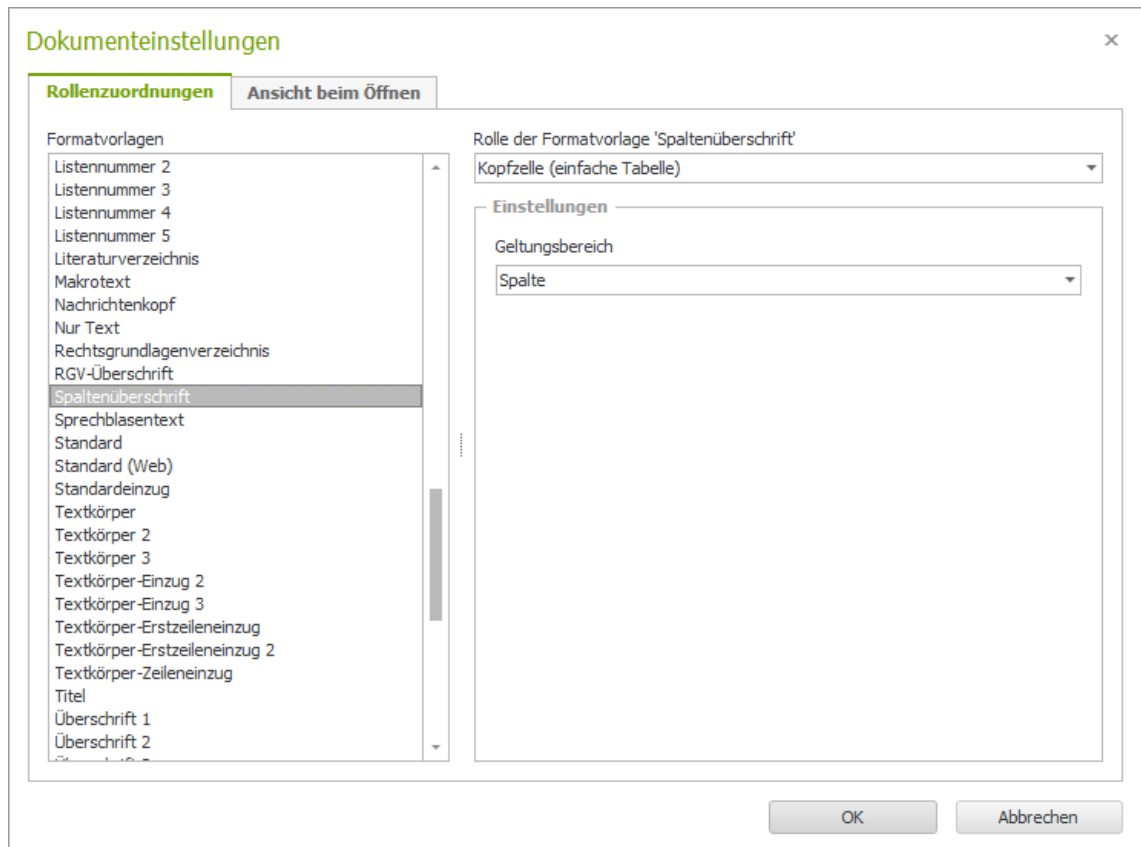 Dokumenteinstellungen
Rollenzuordnungen
Ansicht beim Öffnen
Formatvorlagen
Listennummer 2
Listennummer 3
Listennummer 4
Listennummer 5
Literaturverzeichnis
Makrotext
Nachrichtenkopf
Nur Text
Rechtsgrundlagenverzeichnis
RGV-Überschrift
Spaltenüberschrift
Sprechblasentext
Standard
Standard (Web)
Standardeinzug
Textkörper
Textkörper 2
Textkörper 3
Textkörper-Einzug 2
Textkörper-Einzug 3
Textkörper-Erstzeileneinzug
Textkörper-Erstzeileneinzug 2
Textkörper-Zeileneinzug
Titel
Überschrift 1
Überschrift 2
Rolle der Formatvorlage 'Spaltenüberschrift'
Kopfzelle (einfache Tabelle)
Einstellungen
Geltungsbereich
Spalte
OK
Abbrechen